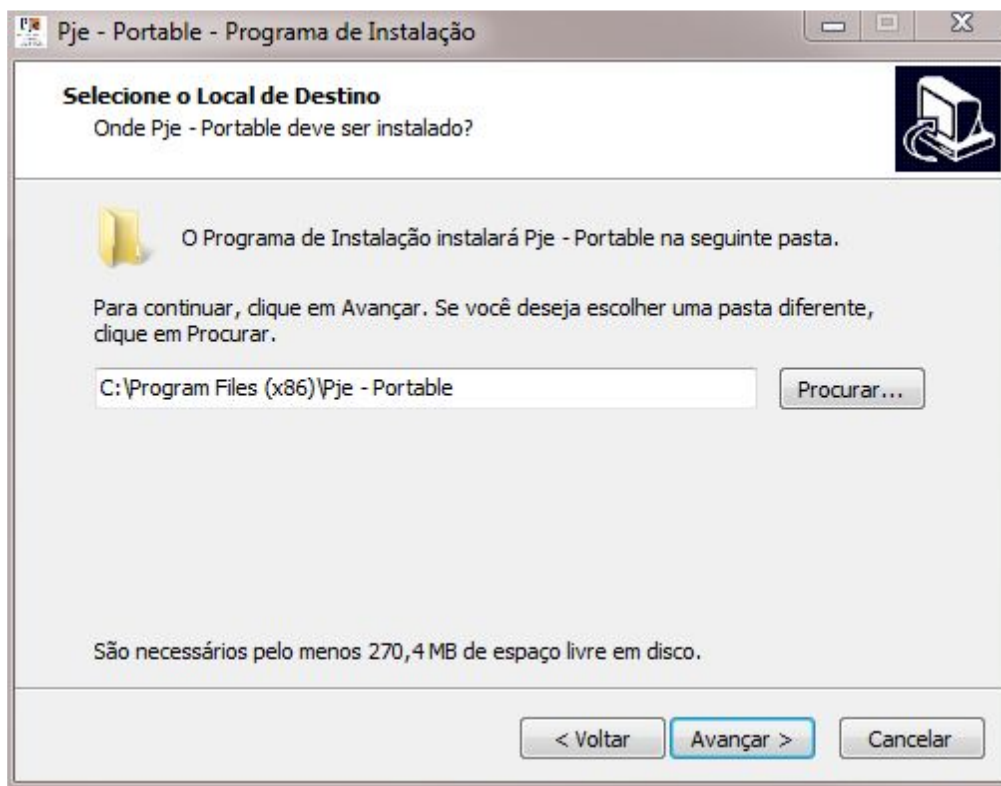 Pje - Portable - Programa de Instalação
Selecione o Local de Destino
Onde Pje - Portable deve ser instalado?
O Programa de Instalação instalará Pje - Portable na seguinte pasta.
Para continuar, clique em Avançar. Se você deseja escolher uma pasta diferente,
clique em Procurar.
C:\Program Files (x86)\Pje - Portable
Procurar...
São necessários pelo menos 270,4 MB de espaço livre em disco.
< Voltar
Avançar >
Cancelar